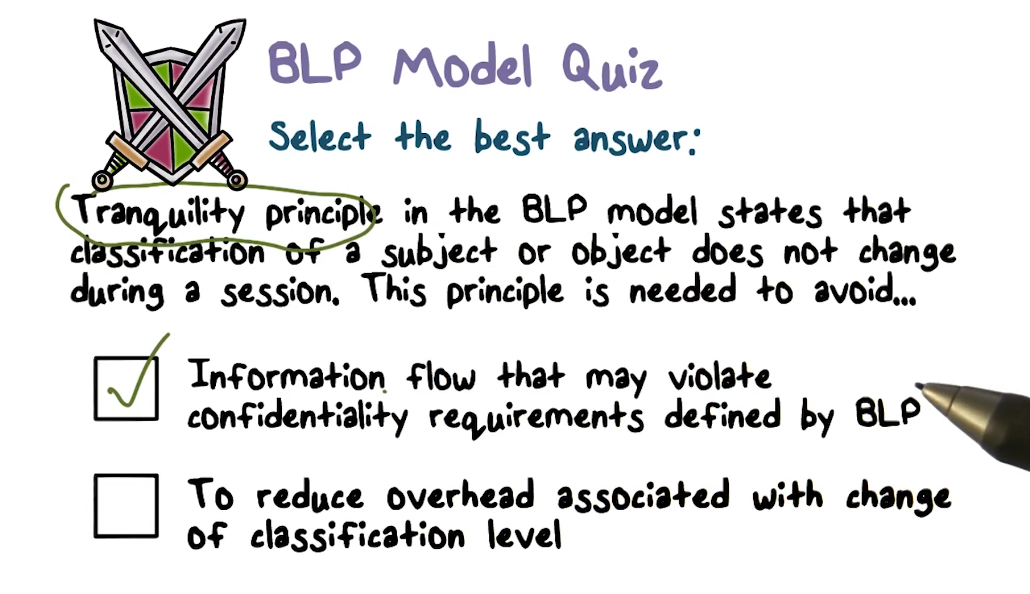 BLP Model Quiz
Select the best answer:
Tranquility principle in the BLP model states that
classification of a subject or object does not change
during a session. This principle is needed to avoid...
Information flow that may violate
confidentiality requirements defined by BLP
To reduce overhead associated with change
of classification level